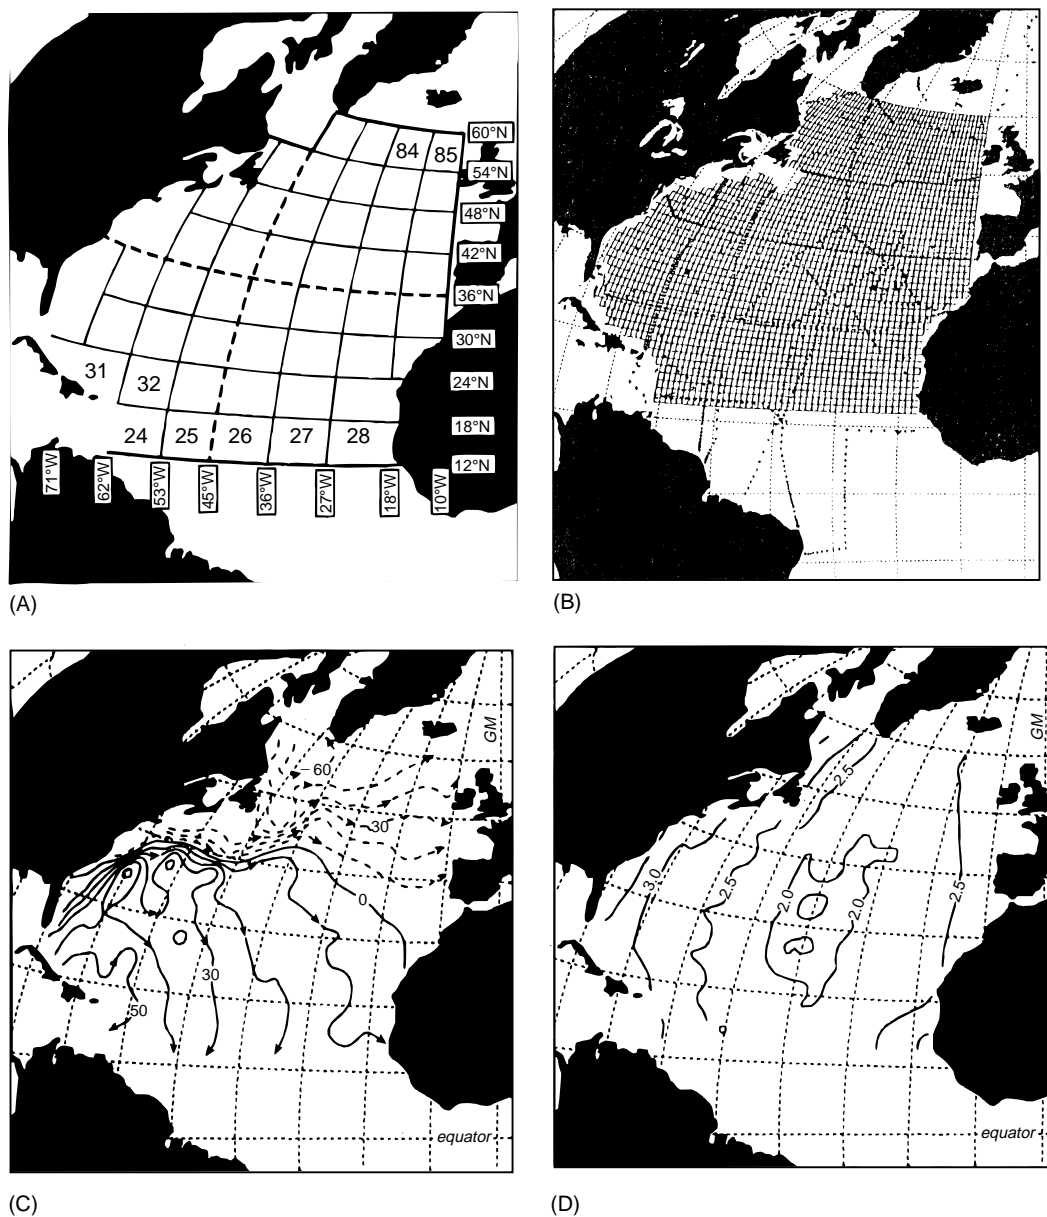 84 85
60°N
54°N
48°N
42°N
36°N
30°N
31
32
24°N
24 25 26 27 28
18°N
12°N
71°W 62°W 53°W 45°W 36°W 27°W 18°W 10°W
(A)
(B)
GM
– 60
–30
0
30
50
equator
(C)
GM
2.5
3.0
2.5
2.0
2.0
2.5
equator
(D)